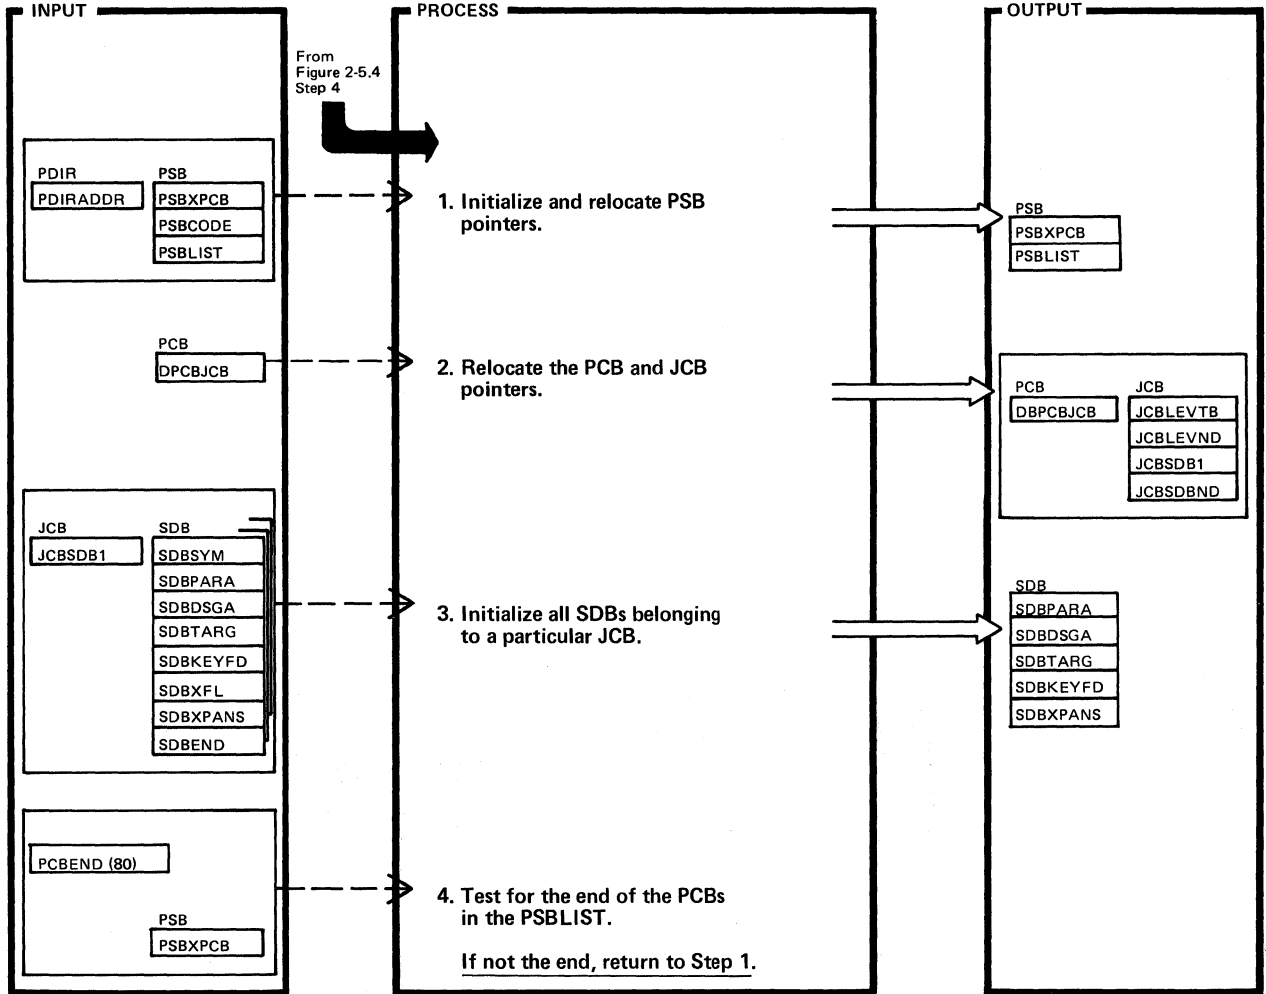 INPUT
PROCESS
OUTPUT
From
Figure 2-5.4
Step 4
PDIR
PDIRADDR
PSB
PSBXPCB
PSBCODE
PSBLIST
1. Initialize and relocate PSB
pointers.
PSB
PSBXPCB
PSBLIST
PCB
DPCBJCB
2. Relocate the PCB and JCB
pointers.
PCB
DBPCBJCB
JCB
JCBLEVTB
JCBLEVND
JCBSDB1
JCBSDBND
JCB
JCBSDB1
SDB
SDBSYM
SDBPARA
SDBDSGA
SDBTARG
SDBKEYFD
SDBXFL
SDBXPANS
SDBEND
3. Initialize all SDBs belonging
to a particular JCB.
SDB
SDBPARA
SDBDSGA
SDBTARG
SDBKEYFD
SDBXPANS
PCBEND (80)
PSB
PSBXPCB
4. Test for the end of the PCBs
in the PSBLIST.
If not the end, return to Step 1.